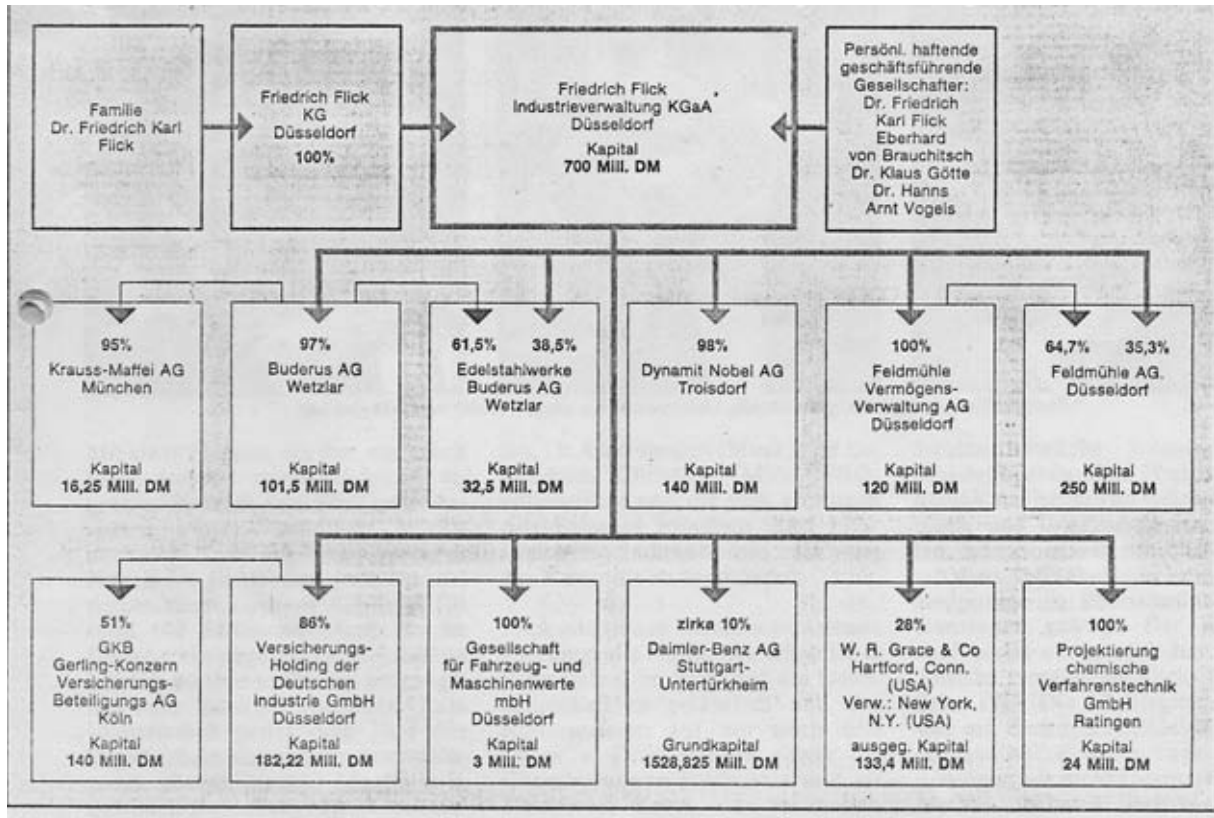 Familie
Dr. Friedrich Karl
Flick
Friedrich Flick
KG
Düsseldorf
100%
Friedrich Flick
Industrieverwaltung KGaA
Düsseldorf
Kapital
700 Mill. DM
Persönl. haftende
geschäftsführende
Gesellschafter:
Dr. Friedrich
Karl Flick
Eberhard
von Brauchitsch
Dr. Klaus Götte
Dr. Hanns
Arnt Vogels
95%
Krauss-Maffei AG
München
Kapital
16,25 Mill. DM
97%
Buderus AG
Wetzlar
Kapital
101,5 Mill. DM
61,5% 38,5%
Edelstahlwerke
Buderus AG
Wetzlar
Kapital
32,5 Mill. DM
98%
Dynamit Nobel AG
Troisdorf
Kapital
140 Mill. DM
100%
Feldmühle
Vermögens-
Verwaltung AG
Düsseldorf
Kapital
120 Mill. DM
64,7% 35,3%
Feldmühle AG.
Düsseldorf
Kapital
250 Mill. DM
51%
GKB
Gerling-Konzern
Versicherungs-
Beteiligungs AG
Köln
Kapital
140 Mill. DM
86%
Versicherungs-
Holding der
Deutschen
Industrie GmbH
Düsseldorf
Kapital
182,22 Mill. DM
100%
Gesellschaft
für Fahrzeug- und
Maschinenwerte
mbH
Düsseldorf
Kapital
3 Mill. DM
zirka 10%
Daimler-Benz AG
Stuttgart-
Untertürkheim
Grundkapital
1528,825 Mill. DM
28%
W. R. Grace & Co
Hartford, Conn.
(USA)
Verw.: New York,
N.Y. (USA)
ausgeg. Kapital
133,4 Mill. DM
100%
Projektierung
chemische
Verfahrenstechnik
GmbH
Ratingen
Kapital
24 Mill. DM